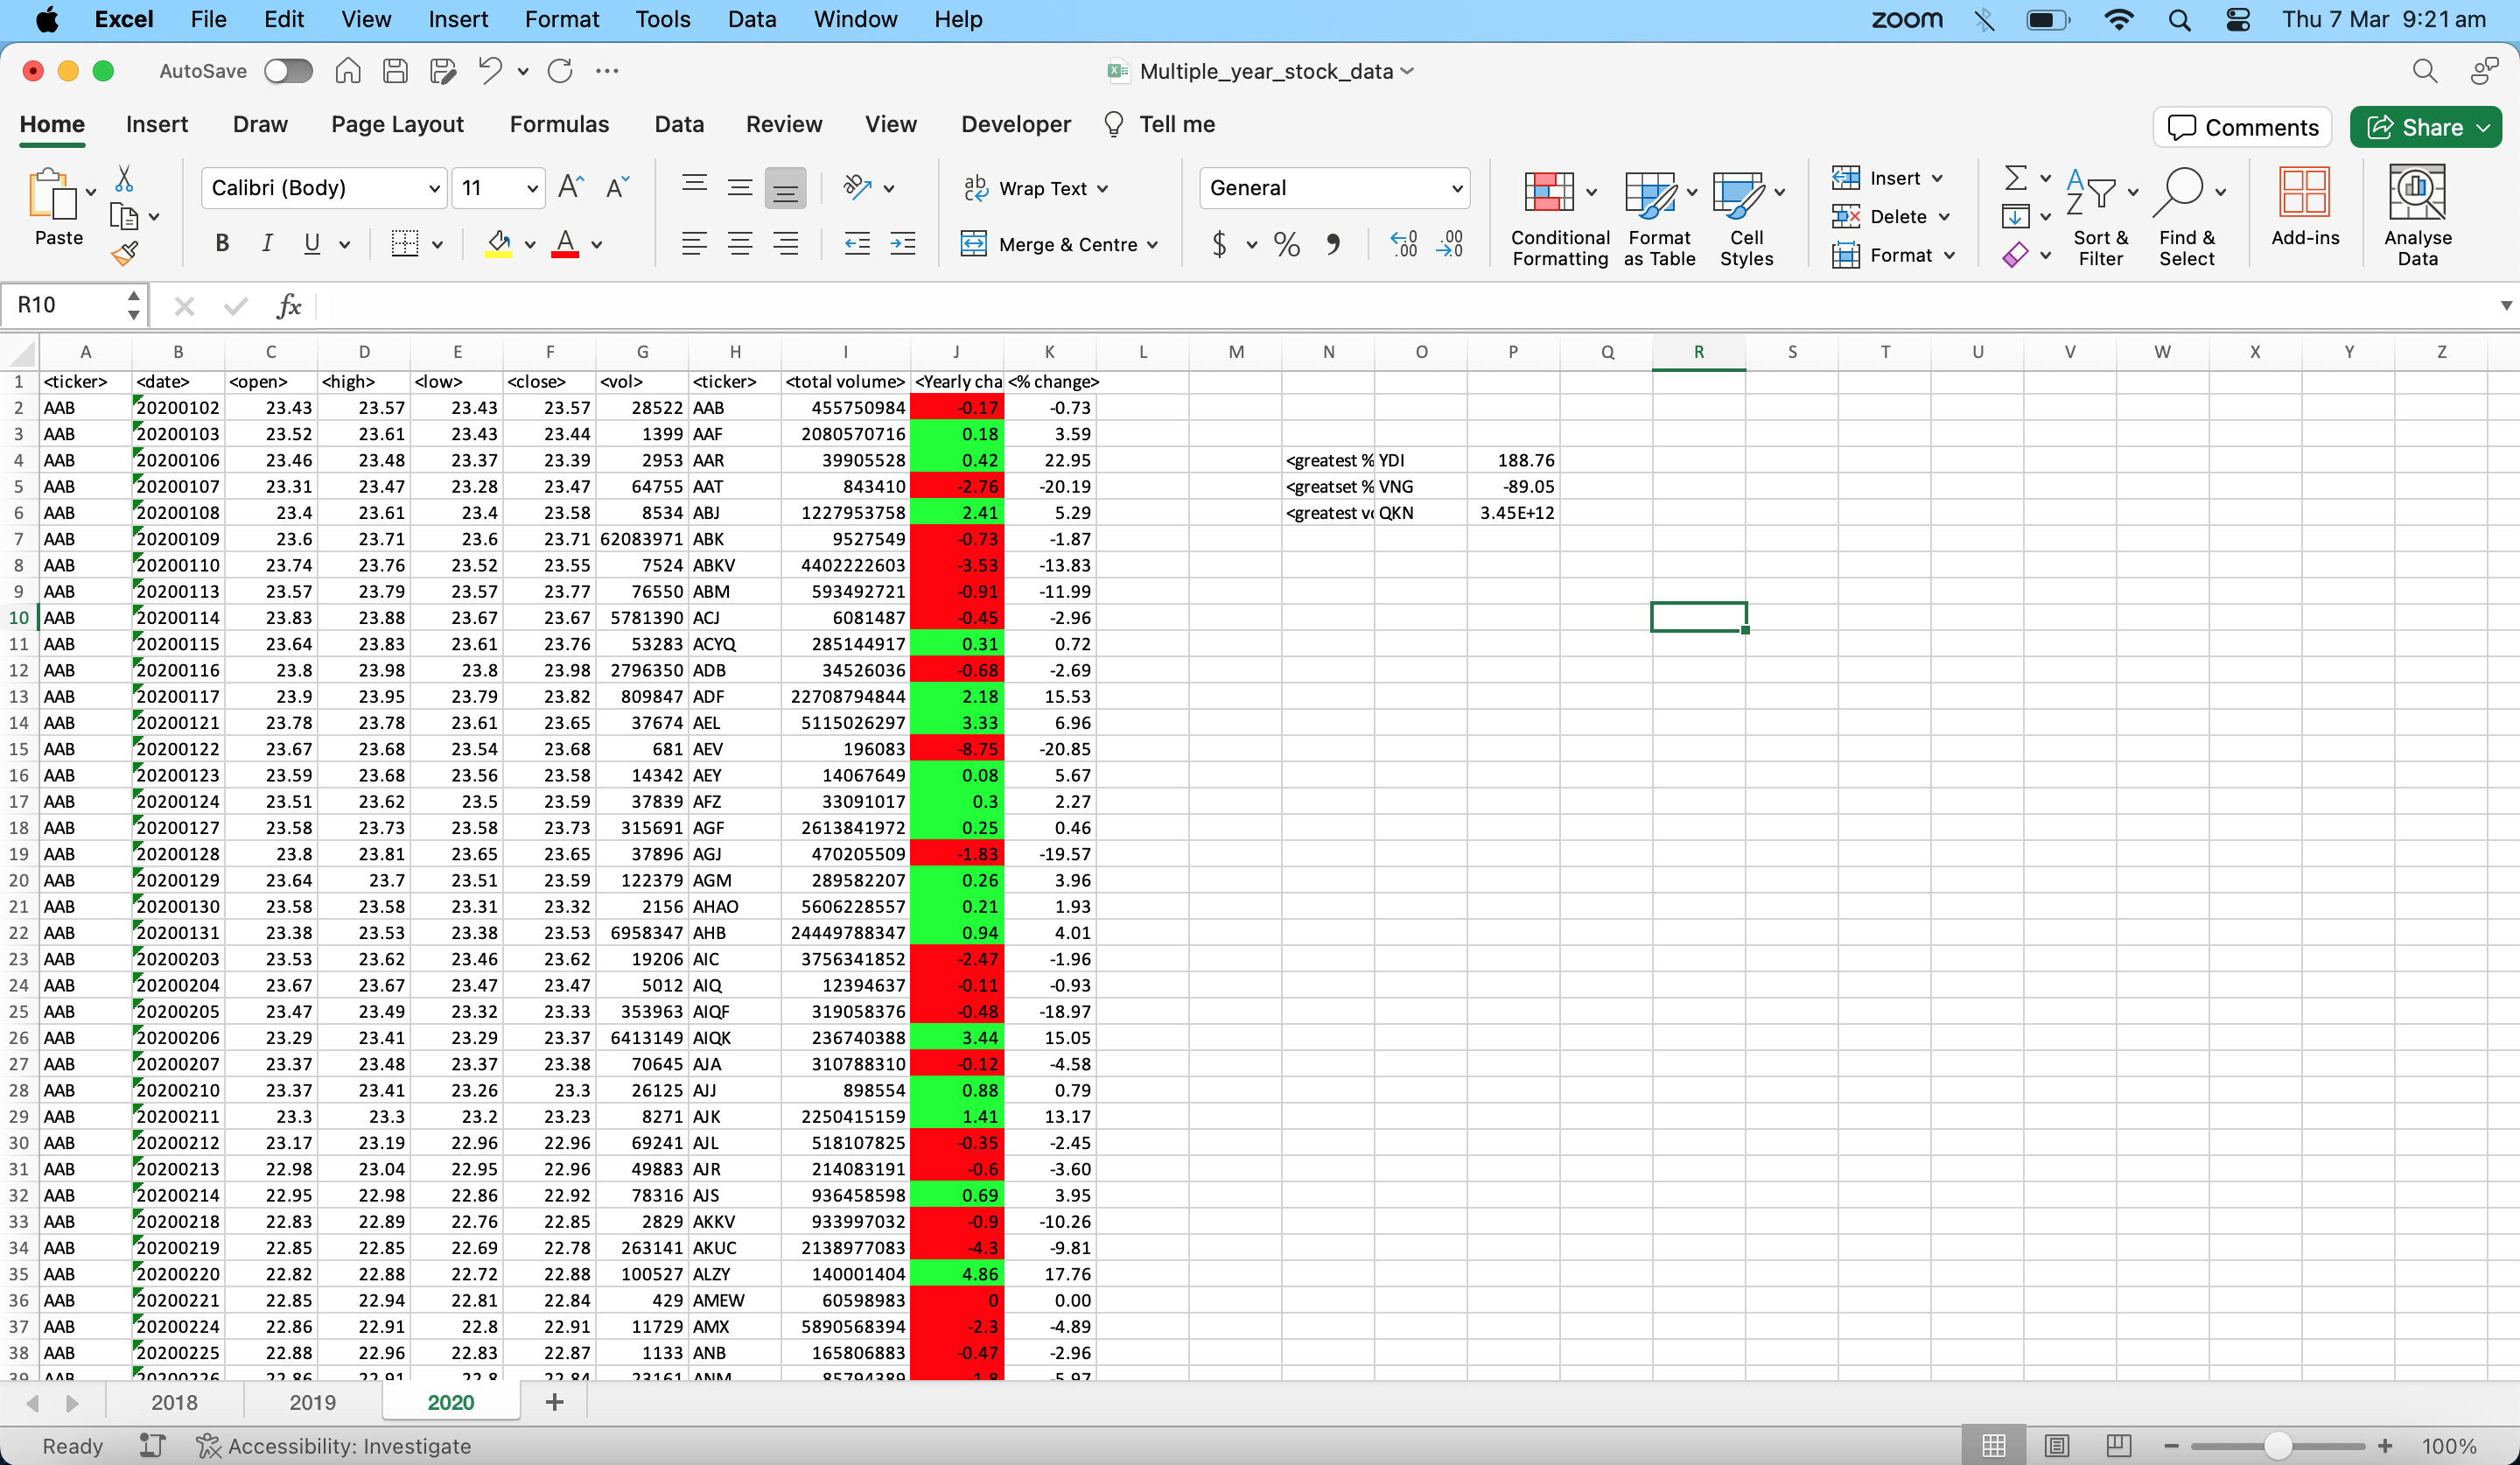 Excel File Edit View Insert Format Tools Data Window Help zoom Thu 7 Mar 9:21 am
AutoSave Multiple_year_stock_data
Home Insert Draw Page Layout Formulas Data Review View Developer Tell me Comments Share
Paste Calibri (Body) 11 Wrap Text Merge & Centre General Conditional Formatting Format as Table Cell Styles Insert Delete Format Sort & Filter Find & Select Add-ins Analyse Data
R10 fx
A B C D E F G H I J K L M N O P Q R S T U V W X Y Z
1 <ticker> <date> <open> <high> <low> <close> <vol> <ticker> <total volume> <Yearly cha <% change>
2 AAB 20200102 23.43 23.57 23.43 23.57 28522 AAB 455750984 -0.17 -0.73
3 AAB 20200103 23.52 23.61 23.43 23.44 1399 AAF 2080570716 0.18 3.59
4 AAB 20200106 23.46 23.48 23.37 23.39 2953 AAR 39905528 0.42 22.95 <greatest % YDI 188.76
5 AAB 20200107 23.31 23.47 23.28 23.47 64755 AAT 843410 -2.76 -20.19 <greatset % VNG -89.05
6 AAB 20200108 23.4 23.61 23.4 23.58 8534 ABJ 1227953758 2.41 5.29 <greatest vo QKN 3.45E+12
7 AAB 20200109 23.6 23.71 23.6 23.71 62083971 ABK 9527549 -0.73 -1.87
8 AAB 20200110 23.74 23.76 23.52 23.55 7524 ABKV 4402222603 -3.53 -13.83
9 AAB 20200113 23.57 23.79 23.57 23.77 76550 ABM 593492721 -0.91 -11.99
10 AAB 20200114 23.83 23.88 23.67 23.67 5781390 ACJ 6081487 -0.45 -2.96
11 AAB 20200115 23.64 23.83 23.61 23.76 53283 ACYQ 285144917 0.31 0.72
12 AAB 20200116 23.8 23.98 23.8 23.98 2796350 ADB 34526036 -0.68 -2.69
13 AAB 20200117 23.9 23.95 23.79 23.82 809847 ADF 22708794844 2.18 15.53
14 AAB 20200121 23.78 23.78 23.61 23.65 37674 AEL 5115026297 3.33 6.96
15 AAB 20200122 23.67 23.68 23.54 23.68 681 AEV 196083 -8.75 -20.85
16 AAB 20200123 23.59 23.68 23.56 23.58 14342 AEY 14067649 0.08 5.67
17 AAB 20200124 23.51 23.62 23.5 23.59 37839 AFZ 33091017 0.3 2.27
18 AAB 20200127 23.58 23.73 23.58 23.73 315691 AGF 2613841972 0.25 0.46
19 AAB 20200128 23.8 23.81 23.65 23.65 37896 AGJ 470205509 -1.83 -19.57
20 AAB 20200129 23.64 23.7 23.51 23.59 122379 AGM 289582207 0.26 3.96
21 AAB 20200130 23.58 23.58 23.31 23.32 2156 AHAO 5606228557 0.21 1.93
22 AAB 20200131 23.38 23.53 23.38 23.53 6958347 AHB 24449788347 0.94 4.01
23 AAB 20200203 23.53 23.62 23.46 23.62 19206 AIC 3756341852 -2.47 -1.96
24 AAB 20200204 23.67 23.67 23.47 23.47 5012 AIQ 12394637 -0.11 -0.93
25 AAB 20200205 23.47 23.49 23.32 23.33 353963 AIQF 319058376 -0.48 -18.97
26 AAB 20200206 23.29 23.41 23.29 23.37 6413149 AIQK 236740388 3.44 15.05
27 AAB 20200207 23.37 23.48 23.37 23.38 70645 AJA 310788310 -0.12 -4.58
28 AAB 20200210 23.37 23.41 23.26 23.3 26125 AJJ 898554 0.88 0.79
29 AAB 20200211 23.3 23.3 23.2 23.23 8271 AJK 2250415159 1.41 13.17
30 AAB 20200212 23.17 23.19 22.96 22.96 69241 AJL 518107825 -0.35 -2.45
31 AAB 20200213 22.98 23.04 22.95 22.96 49883 AJR 214083191 -0.6 -3.60
32 AAB 20200214 22.95 22.98 22.86 22.92 78316 AJS 936458598 0.69 3.95
33 AAB 20200218 22.83 22.89 22.76 22.85 2829 AKKV 933997032 -0.9 -10.26
34 AAB 20200219 22.85 22.85 22.69 22.78 263141 AKUC 2138977083 -4.3 -9.81
35 AAB 20200220 22.82 22.88 22.72 22.88 100527 ALZY 140001404 4.86 17.76
36 AAB 20200221 22.85 22.94 22.81 22.84 429 AMEW 60598983 0 0.00
37 AAB 20200224 22.86 22.91 22.8 22.91 11729 AMX 5890568394 -2.3 -4.89
38 AAB 20200225 22.88 22.96 22.83 22.87 1133 ANB 165806883 -0.47 -2.96
39 AAB 20200226 22.86 22.91 22.8 22.84 23161 ANM 85794389 -1.8 -5.97
2018 2019 2020
Ready Accessibility: Investigate 100%